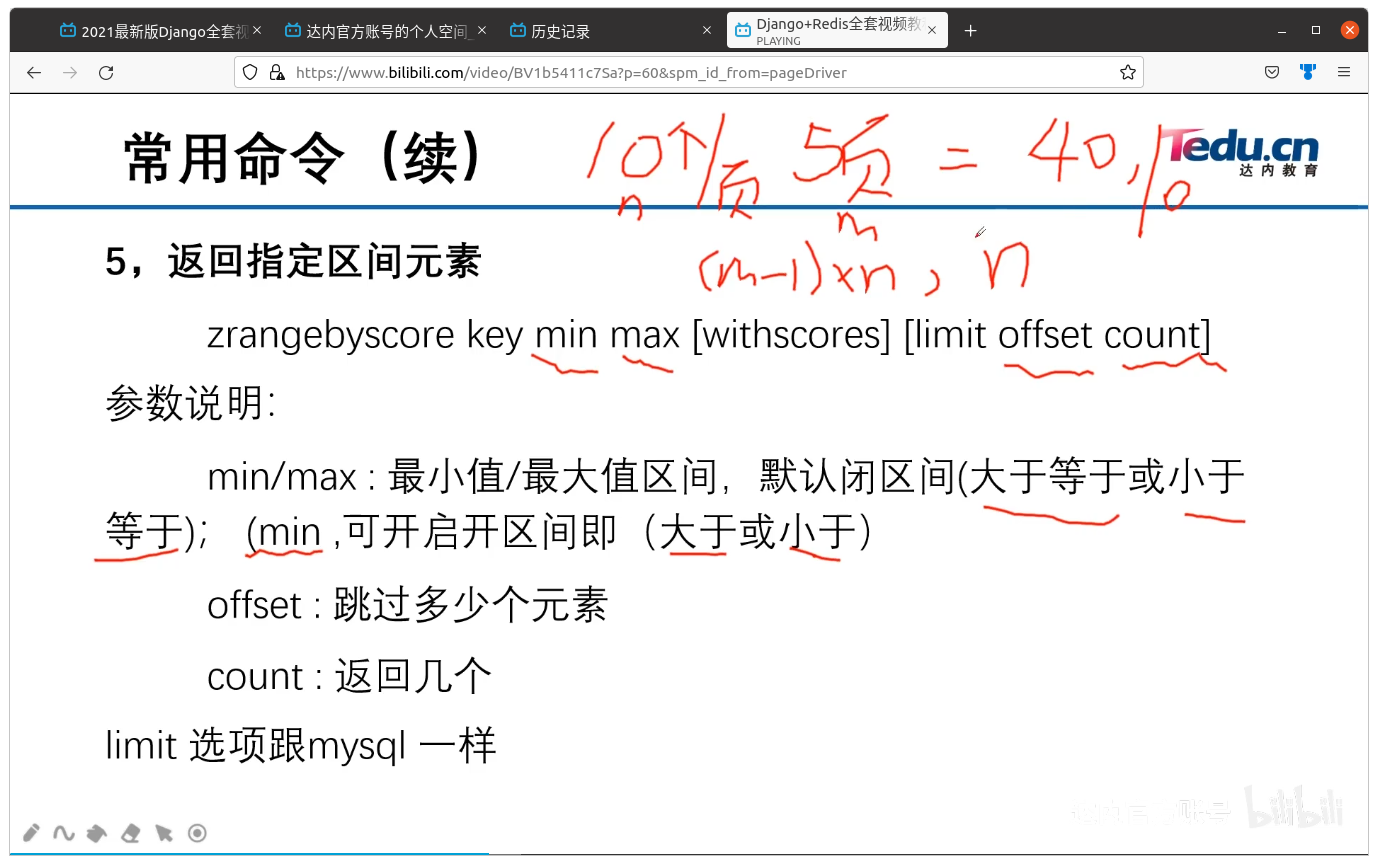 2021最新版Django全套视
达内官方账号的个人空间_
历史记录
Django+Redis全套视频教
PLAYING
https://www.bilibili.com/video/BV1b5411c7Sa?p=60&spm_id_from=pageDriver
常用命令（续）
10个/页 5页 = 40,10
n m
Tedu.cn
达内教育
(m-1)×n, n
5，返回指定区间元素
zrangebyscore key min max [withscores] [limit offset count]
参数说明：
min/max : 最小值/最大值区间，默认闭区间(大于等于或小于
等于)； (min ,可开启开区间即（大于或小于）
offset : 跳过多少个元素
count : 返回几个
limit 选项跟mysql 一样
达内官方账号 bilibili